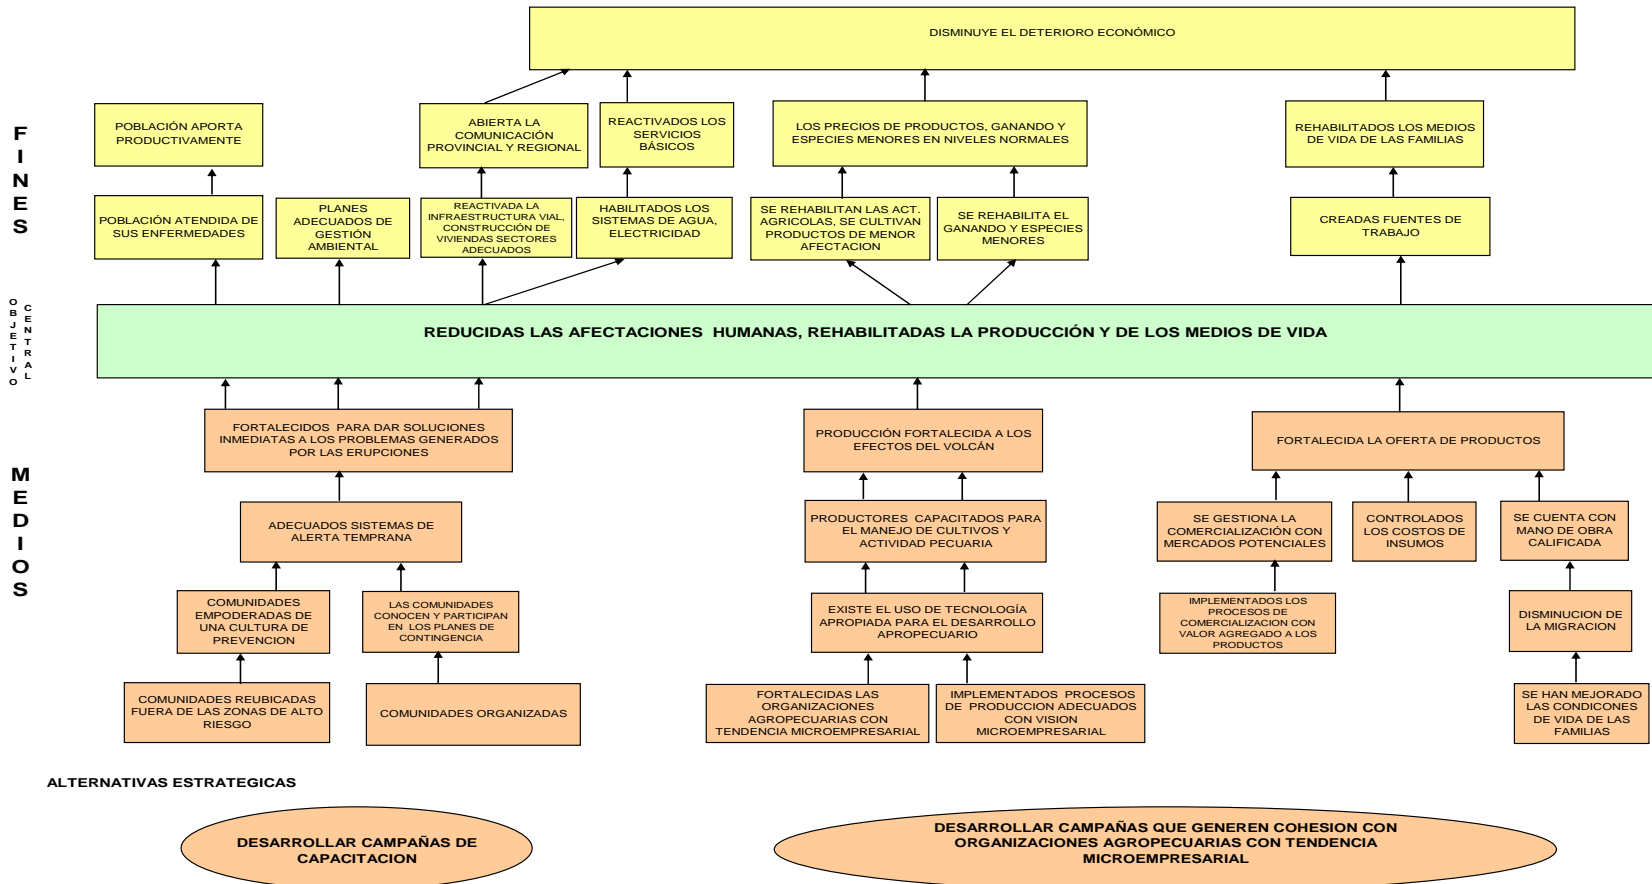 DISMINUYE EL DETERIORO ECONÓMICO
FINES
POBLACIÓN APORTA
PRODUCTIVAMENTE
ABIERTA LA
COMUNICACIÓN
PROVINCIAL Y REGIONAL
REACTIVADOS LOS
SERVICIOS
BÁSICOS
LOS PRECIOS DE PRODUCTOS, GANANDO Y
ESPECIES MENORES EN NIVELES NORMALES
REHABILITADOS LOS MEDIOS
DE VIDA DE LAS FAMILIAS
POBLACIÓN ATENDIDA DE
SUS ENFERMEDADES
PLANES
ADECUADOS DE
GESTIÓN
AMBIENTAL
REACTIVADA LA
INFRAESTRUCTURA VIAL,
CONSTRUCCIÓN DE
VIVIENDAS SECTORES
ADECUADOS
HABILITADOS LOS
SISTEMAS DE AGUA,
ELECTRICIDAD
SE REHABILITAN LAS ACT.
AGRICOLAS, SE CULTIVAN
PRODUCTOS DE MENOR
AFECTACION
SE REHABILITA EL
GANANDO Y ESPECIES
MENORES
CREADAS FUENTES DE
TRABAJO
OBJETIVO
CENTRAL
REDUCIDAS LAS AFECTACIONES HUMANAS, REHABILITADAS LA PRODUCCIÓN Y DE LOS MEDIOS DE VIDA
MEDIOS
FORTALECIDOS PARA DAR SOLUCIONES
INMEDIATAS A LOS PROBLEMAS GENERADOS
POR LAS ERUPCIONES
PRODUCCIÓN FORTALECIDA A LOS
EFECTOS DEL VOLCÁN
FORTALECIDA LA OFERTA DE PRODUCTOS
ADECUADOS SISTEMAS DE
ALERTA TEMPRANA
PRODUCTORES CAPACITADOS PARA
EL MANEJO DE CULTIVOS Y
ACTIVIDAD PECUARIA
SE GESTIONA LA
COMERCIALIZACIÓN CON
MERCADOS POTENCIALES
CONTROLADOS
LOS COSTOS DE
INSUMOS
SE CUENTA CON
MANO DE OBRA
CALIFICADA
COMUNIDADES
EMPODERADAS DE
UNA CULTURA DE
PREVENCION
LAS COMUNIDADES
CONOCEN Y PARTICIPAN
EN LOS PLANES DE
CONTINGENCIA
EXISTE EL USO DE TECNOLOGÍA
APROPIADA PARA EL DESARROLLO
APROPECUARIO
IMPLEMENTADOS LOS
PROCESOS DE
COMERCIALIZACION CON
VALOR AGREGADO A LOS
PRODUCTOS
DISMINUCION DE
LA MIGRACION
COMUNIDADES REUBICADAS
FUERA DE LAS ZONAS DE ALTO
RIESGO
COMUNIDADES ORGANIZADAS
FORTALECIDAS LAS
ORGANIZACIONES
AGROPECUARIAS CON
TENDENCIA MICROEMPRESARIAL
IMPLEMENTADOS PROCESOS
DE PRODUCCION ADECUADOS
CON VISION
MICROEMPRESARIAL
SE HAN MEJORADO
LAS CONDICONES
DE VIDA DE LAS
FAMILIAS
ALTERNATIVAS ESTRATEGICAS
DESARROLLAR CAMPAÑAS DE
CAPACITACION
DESARROLLAR CAMPAÑAS QUE GENEREN COHESION CON
ORGANIZACIONES AGROPECUARIAS CON TENDENCIA
MICROEMPRESARIAL